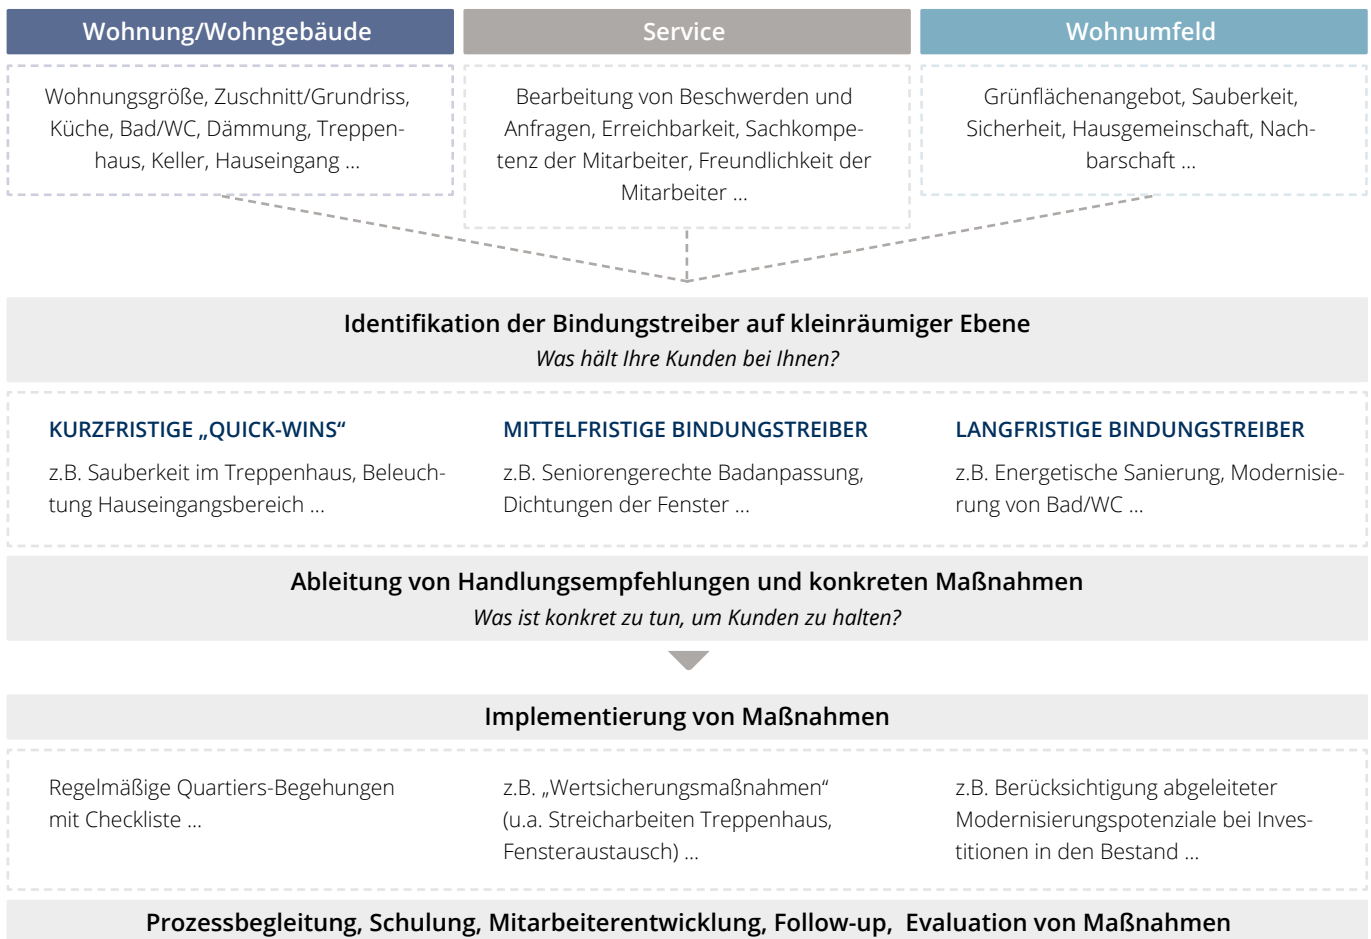 Wohnung/Wohngebäude
Wohnungsgröße, Zuschnitt/Grundriss,
Küche, Bad/WC, Dämmung, Treppen-
haus, Keller, Hauseingang ...
Service
Bearbeitung von Beschwerden und
Anfragen, Erreichbarkeit, Sachkompe-
tenz der Mitarbeiter, Freundlichkeit der
Mitarbeiter ...
Wohnumfeld
Grünflächenangebot, Sauberkeit,
Sicherheit, Hausgemeinschaft, Nach-
barschaft ...
Identifikation der Bindungstreiber auf kleinräumiger Ebene
Was hält Ihre Kunden bei Ihnen?
KURZFRISTIGE „QUICK-WINS“
z.B. Sauberkeit im Treppenhaus, Beleuch-
tung Hauseingangsbereich ...
MITTELFRISTIGE BINDUNGSTREIBER
z.B. Seniorengerechte Badanpassung,
Dichtungen der Fenster ...
LANGFRISTIGE BINDUNGSTREIBER
z.B. Energetische Sanierung, Modernisie-
rung von Bad/WC ...
Ableitung von Handlungsempfehlungen und konkreten Maßnahmen
Was ist konkret zu tun, um Kunden zu halten?
Implementierung von Maßnahmen
Regelmäßige Quartiers-Begehungen
mit Checkliste ...
z.B. „Wertsicherungsmaßnahmen“
(u.a. Streicharbeiten Treppenhaus,
Fensteraustausch) ...
z.B. Berücksichtigung abgeleiteter
Modernisierungspotenziale bei Inves-
titionen in den Bestand ...
Prozessbegleitung, Schulung, Mitarbeiterentwicklung, Follow-up, Evaluation von Maßnahmen